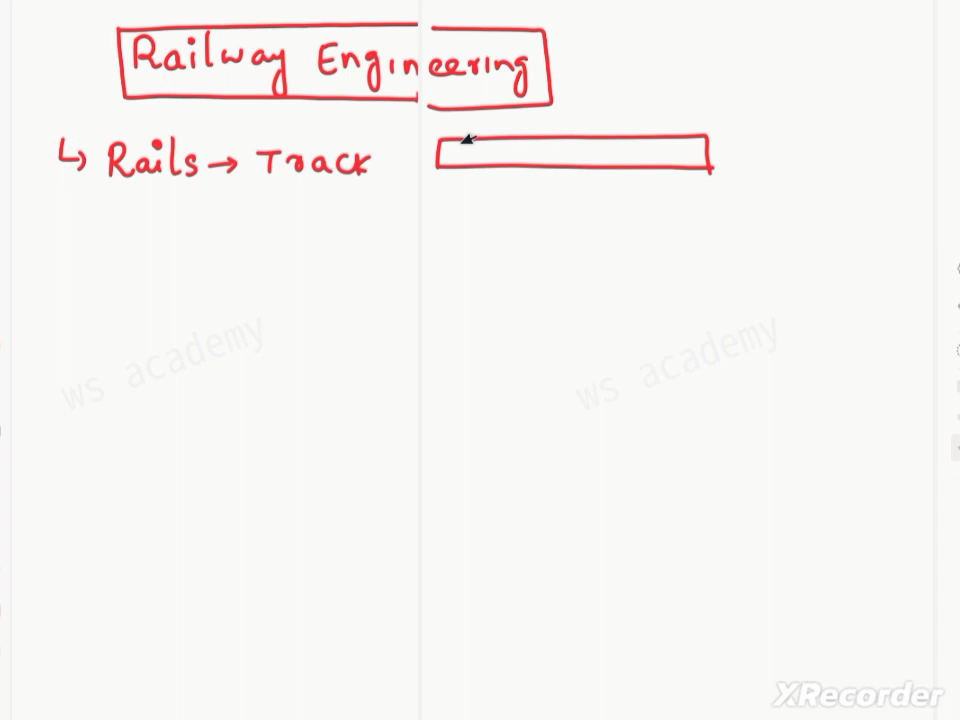 Railway Engineering
↳ Rails → Track
ws academy ws academy
XRecorder